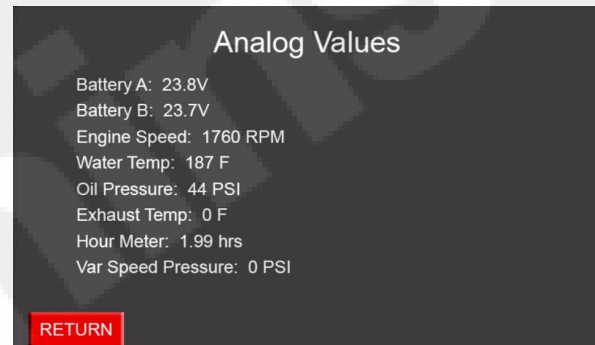 Analog Values
Battery A: 23.8V
Battery B: 23.7V
Engine Speed: 1760 RPM
Water Temp: 187 F
Oil Pressure: 44 PSI
Exhaust Temp: 0 F
Hour Meter: 1.99 hrs
Var Speed Pressure: 0 PSI
RETURN